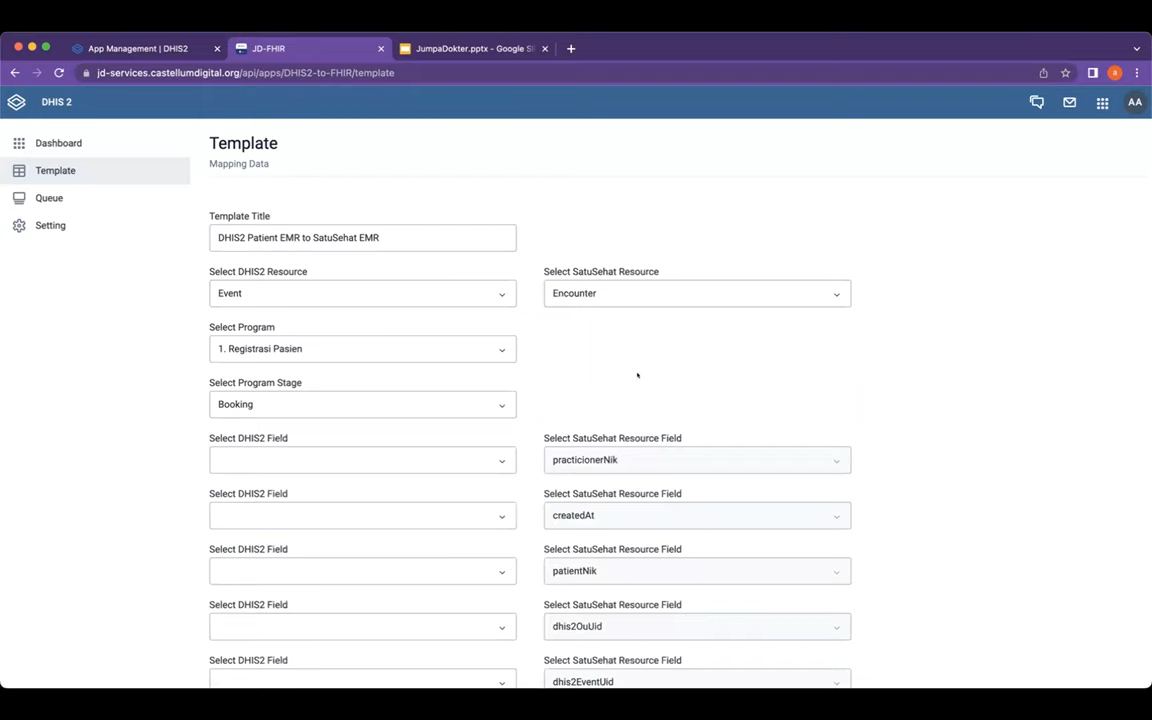 App Management | DHIS2
JD-FHIR
JumpaDokter.pptx - Google Sl
jd-services.castellumdigital.org/api/apps/DHIS2-to-FHIR/template
a
DHIS 2
AA
Dashboard
Template
Queue
Setting
Template
Mapping Data
Template Title
DHIS2 Patient EMR to SatuSehat EMR
Select DHIS2 Resource
Select SatuSehat Resource
Event
Encounter
Select Program
1. Registrasi Pasien
Select Program Stage
Booking
Select DHIS2 Field
Select SatuSehat Resource Field
practicionerNik
Select DHIS2 Field
Select SatuSehat Resource Field
createdAt
Select DHIS2 Field
Select SatuSehat Resource Field
patientNik
Select DHIS2 Field
Select SatuSehat Resource Field
dhis2OuUid
Select DHIS2 Field
Select SatuSehat Resource Field
dhis2EventUid